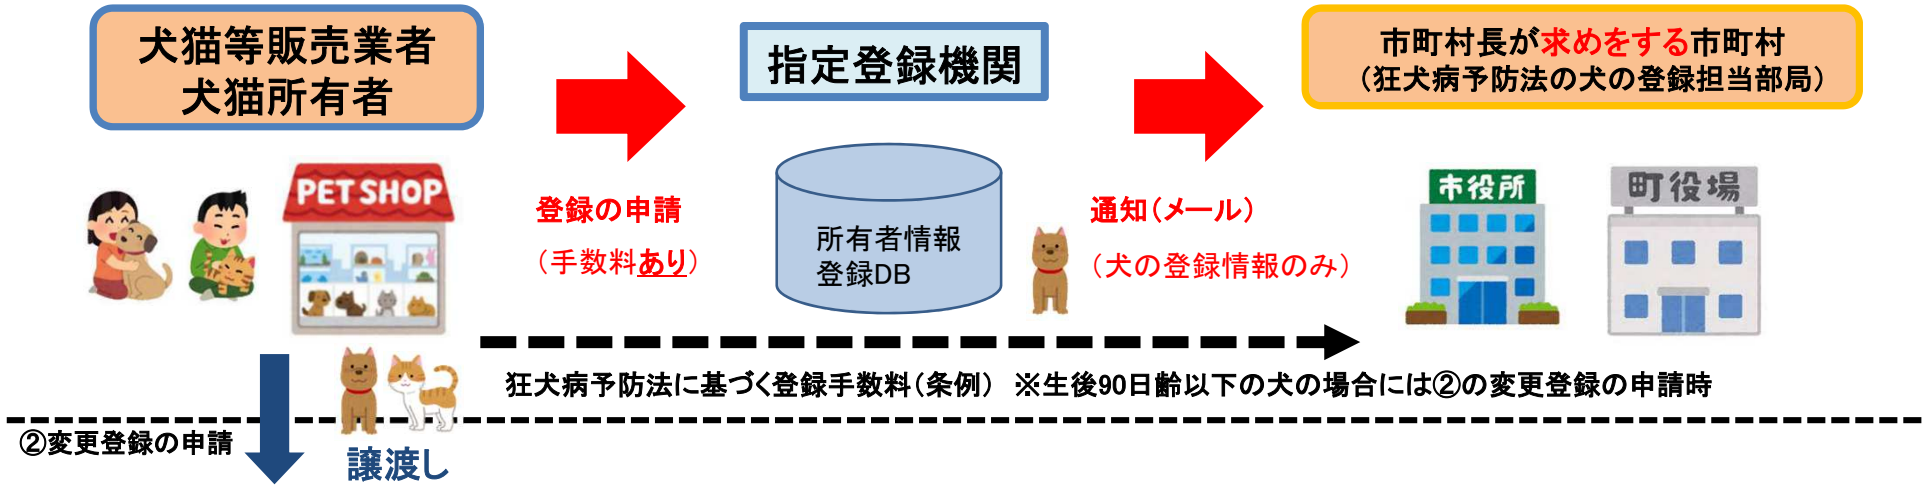 犬猫等販売業者
犬猫所有者
指定登録機関
市町村長が求めをする市町村
（狂犬病予防法の犬の登録担当部局）
PET SHOP
登録の申請
（手数料あり）
所有者情報
登録DB
通知（メール）
（犬の登録情報のみ）
市役所
町役場
狂犬病予防法に基づく登録手数料（条例） ※生後90日齢以下の犬の場合には②の変更登録の申請時
②変更登録の申請
譲渡し